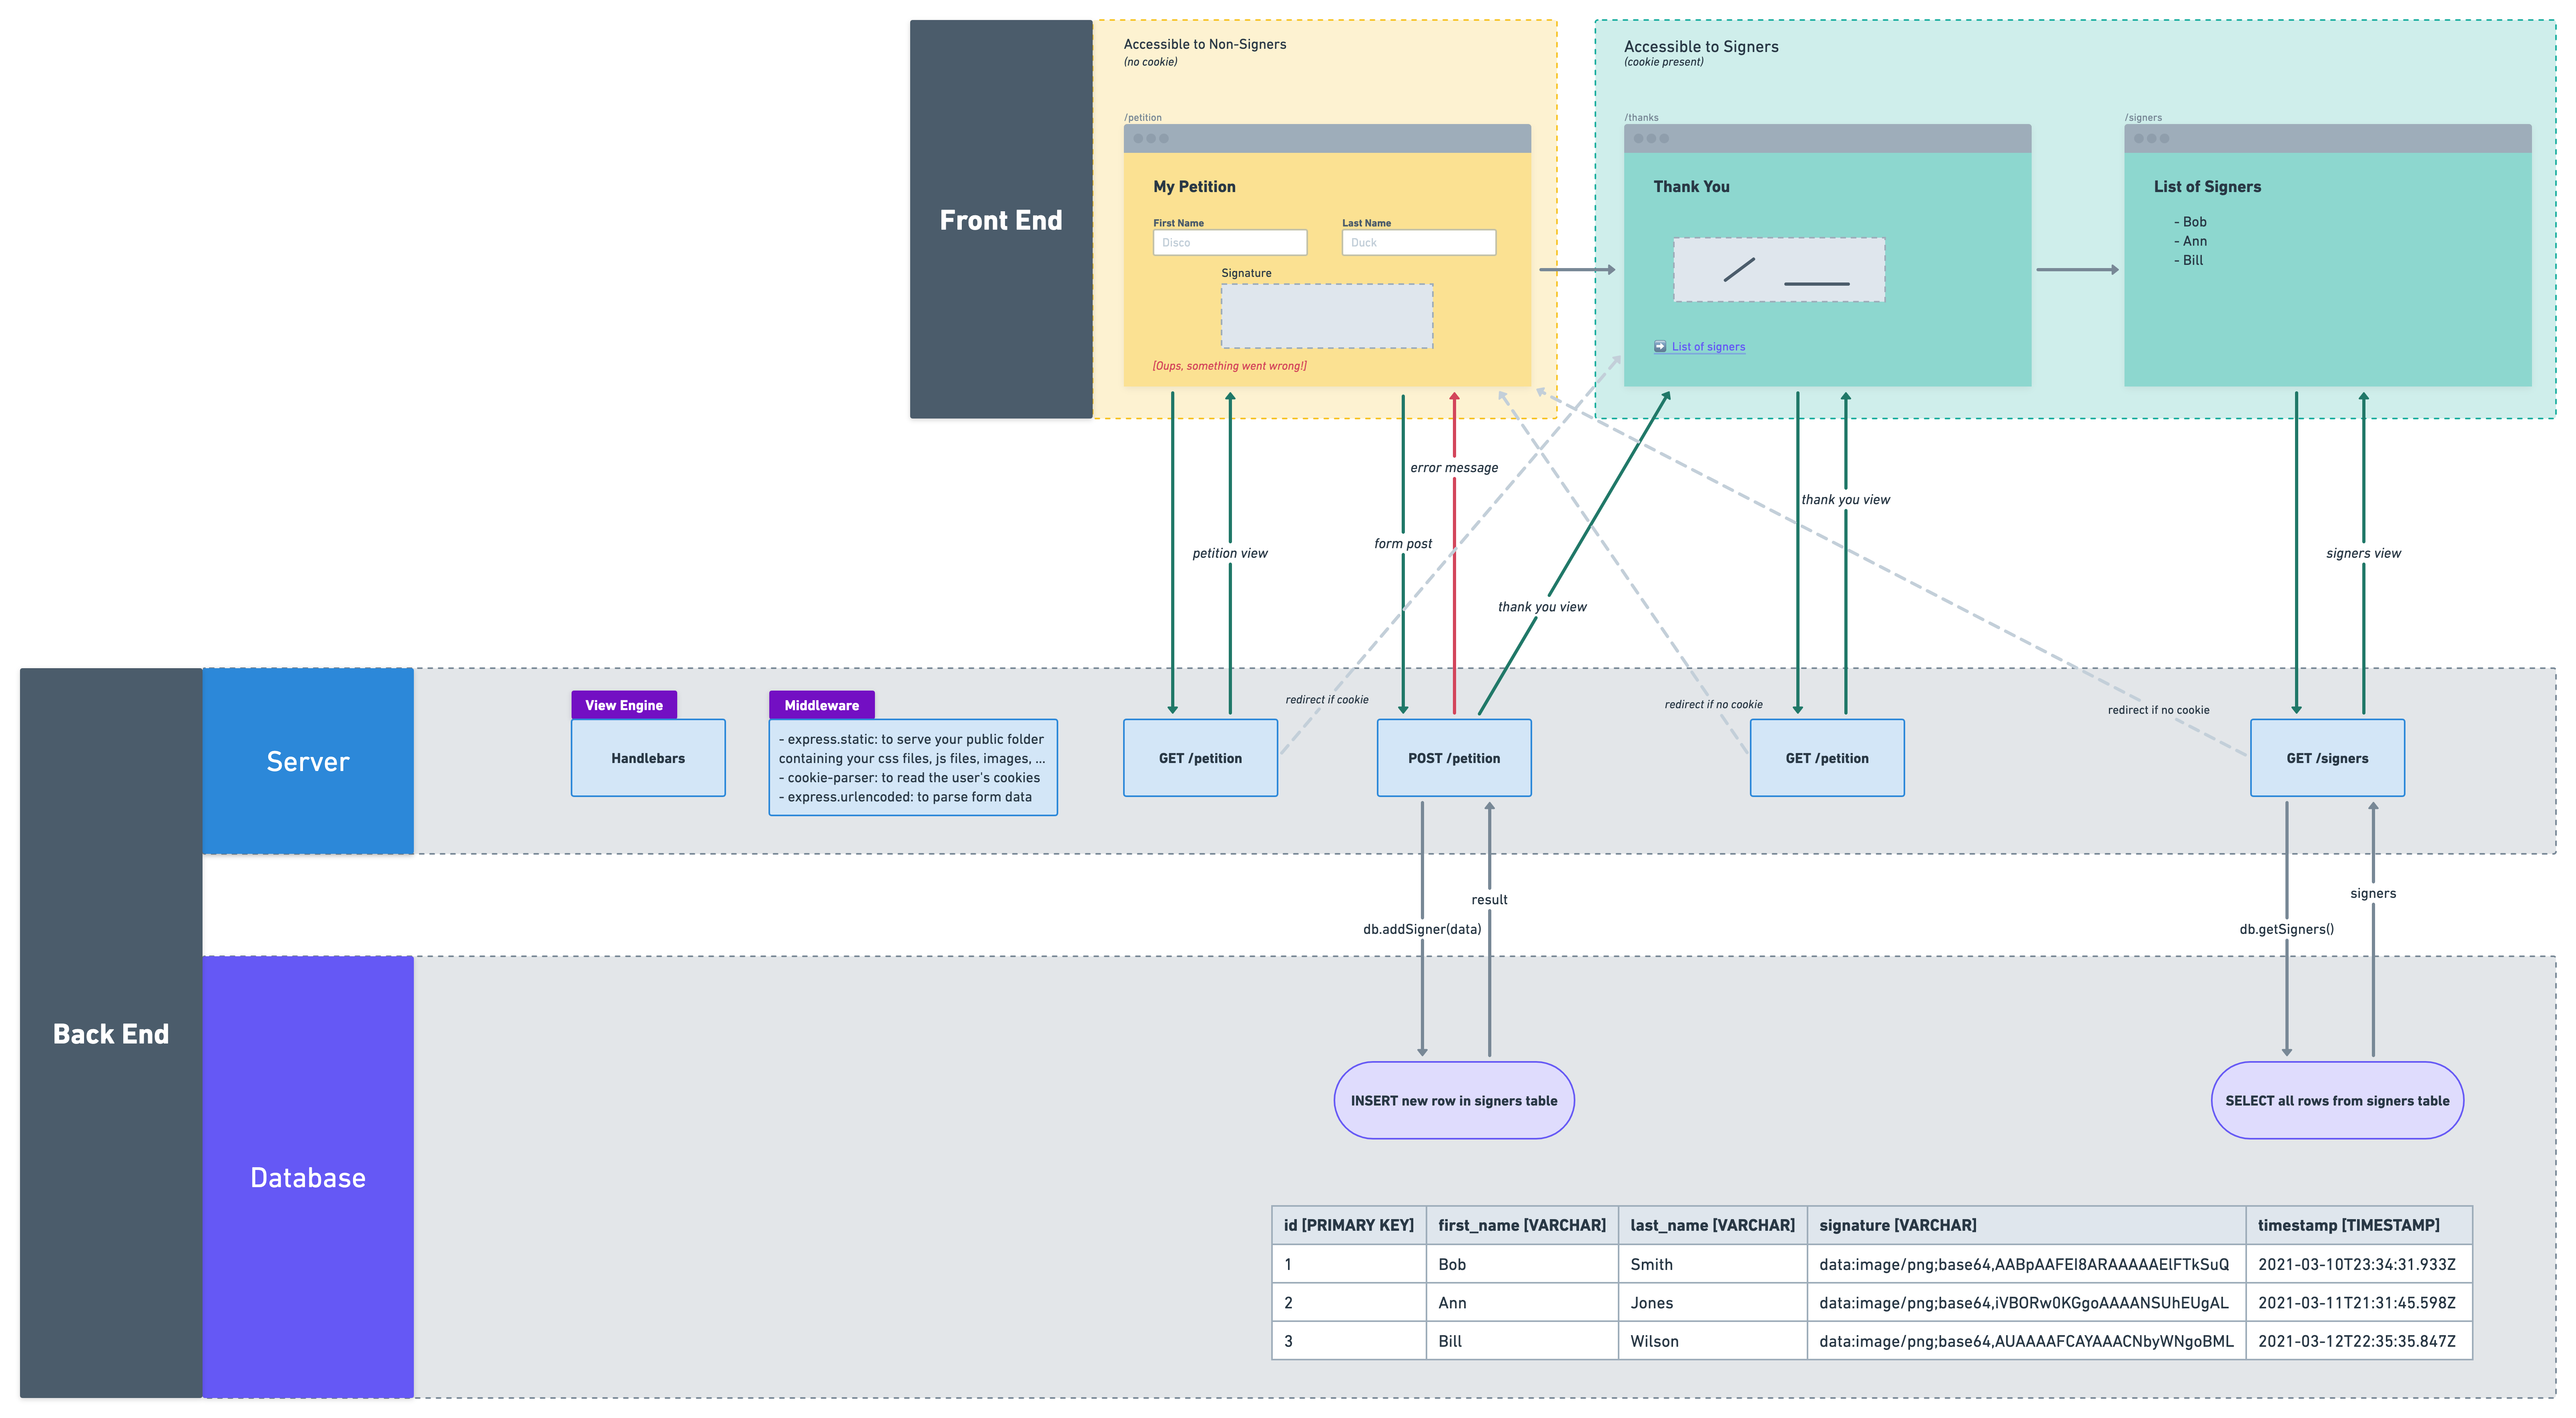 Front End
Accessible to Non-Signers
(no cookie)
/petition
My Petition
First Name
Last Name
Disco
Duck
Signature
[Oups, something went wrong!]
Accessible to Signers
(cookie present)
/thanks
Thank You
➡ List of signers
/signers
List of Signers
- Bob
- Ann
- Bill
error message
form post
petition view
thank you view
thank you view
signers view
Back End
Server
View Engine
Handlebars
Middleware
- express.static: to serve your public folder
containing your css files, js files, images, ...
- cookie-parser: to read the user's cookies
- express.urlencoded: to parse form data
GET /petition
redirect if cookie
POST /petition
redirect if no cookie
GET /petition
redirect if no cookie
GET /signers
db.addSigner(data)
result
db.getSigners()
signers
Database
INSERT new row in signers table
SELECT all rows from signers table
id [PRIMARY KEY] first_name [VARCHAR] last_name [VARCHAR] signature [VARCHAR] timestamp [TIMESTAMP]
1 Bob Smith data:image/png;base64,AABpAAFEI8ARAAAAAElFTkSuQ 2021-03-10T23:34:31.933Z
2 Ann Jones data:image/png;base64,iVBORw0KGgoAAAANSUhEUgAL 2021-03-11T21:31:45.598Z
3 Bill Wilson data:image/png;base64,AUAAAAFCAYAAACNbyWNgoBML 2021-03-12T22:35:35.847Z